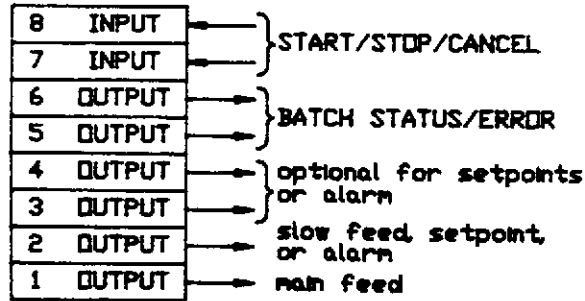 8 INPUT
7 INPUT
START/STOP/CANCEL
6 OUTPUT
5 OUTPUT
BATCH STATUS/ERROR
4 OUTPUT
3 OUTPUT
optional for setpoints
or alarm
2 OUTPUT
slow feed, setpoint,
or alarm
1 OUTPUT
main feed